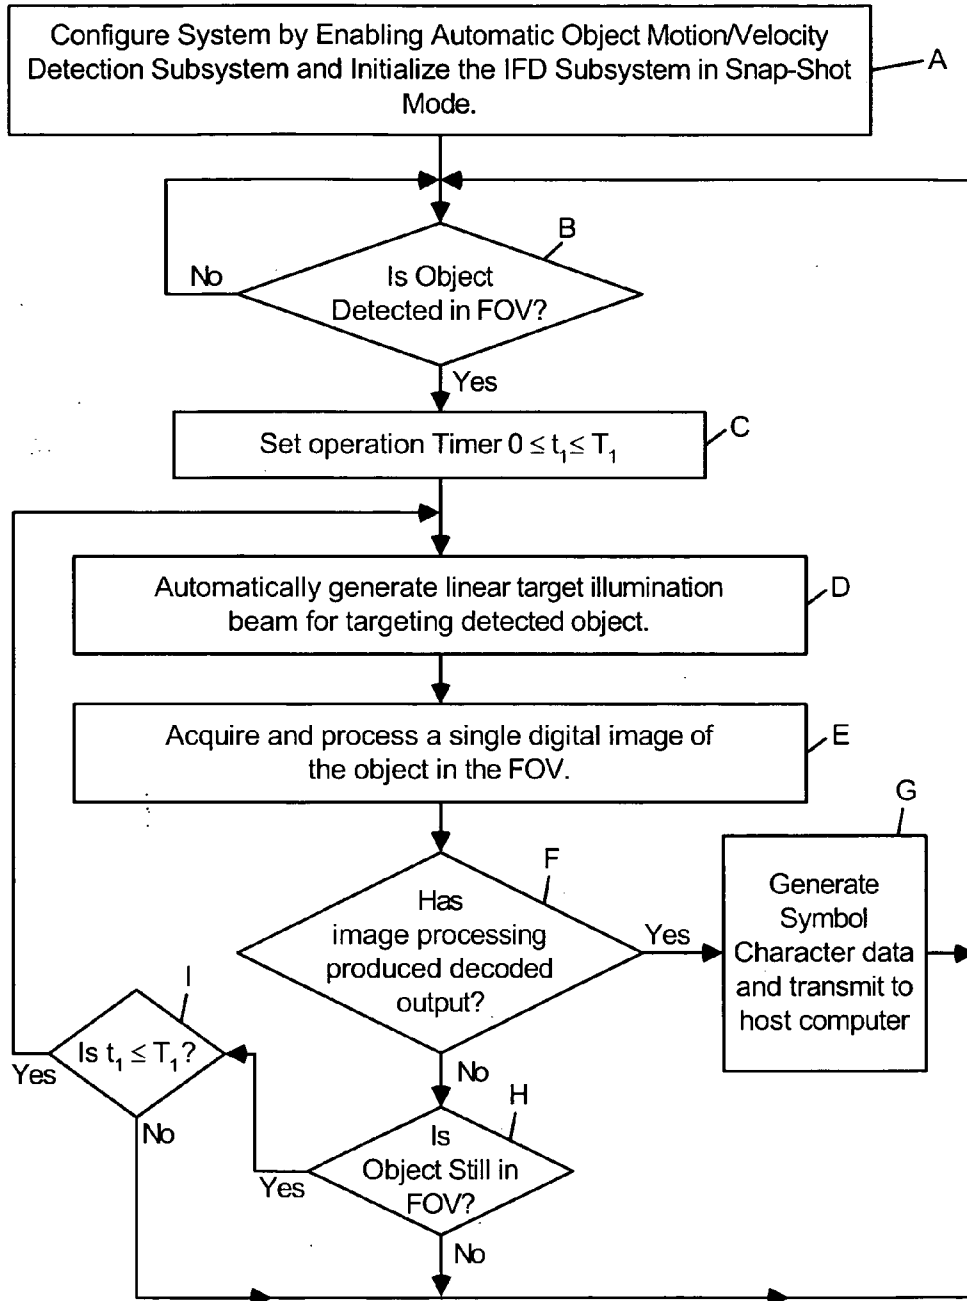 Configure System by Enabling Automatic Object Motion/Velocity
Detection Subsystem and Initialize the IFD Subsystem in Snap-Shot
Mode.
A
B
Is Object
Detected in FOV?
No
Yes
Set operation Timer 0 ≤ t₁ ≤ T₁
C
Automatically generate linear target illumination
beam for targeting detected object.
D
Acquire and process a single digital image of
the object in the FOV.
E
F
Has
image processing
produced decoded
output?
Yes
No
G
Generate
Symbol
Character data
and transmit to
host computer
H
Is
Object Still in
FOV?
Yes
No
I
Is t₁ ≤ T₁?
Yes
No